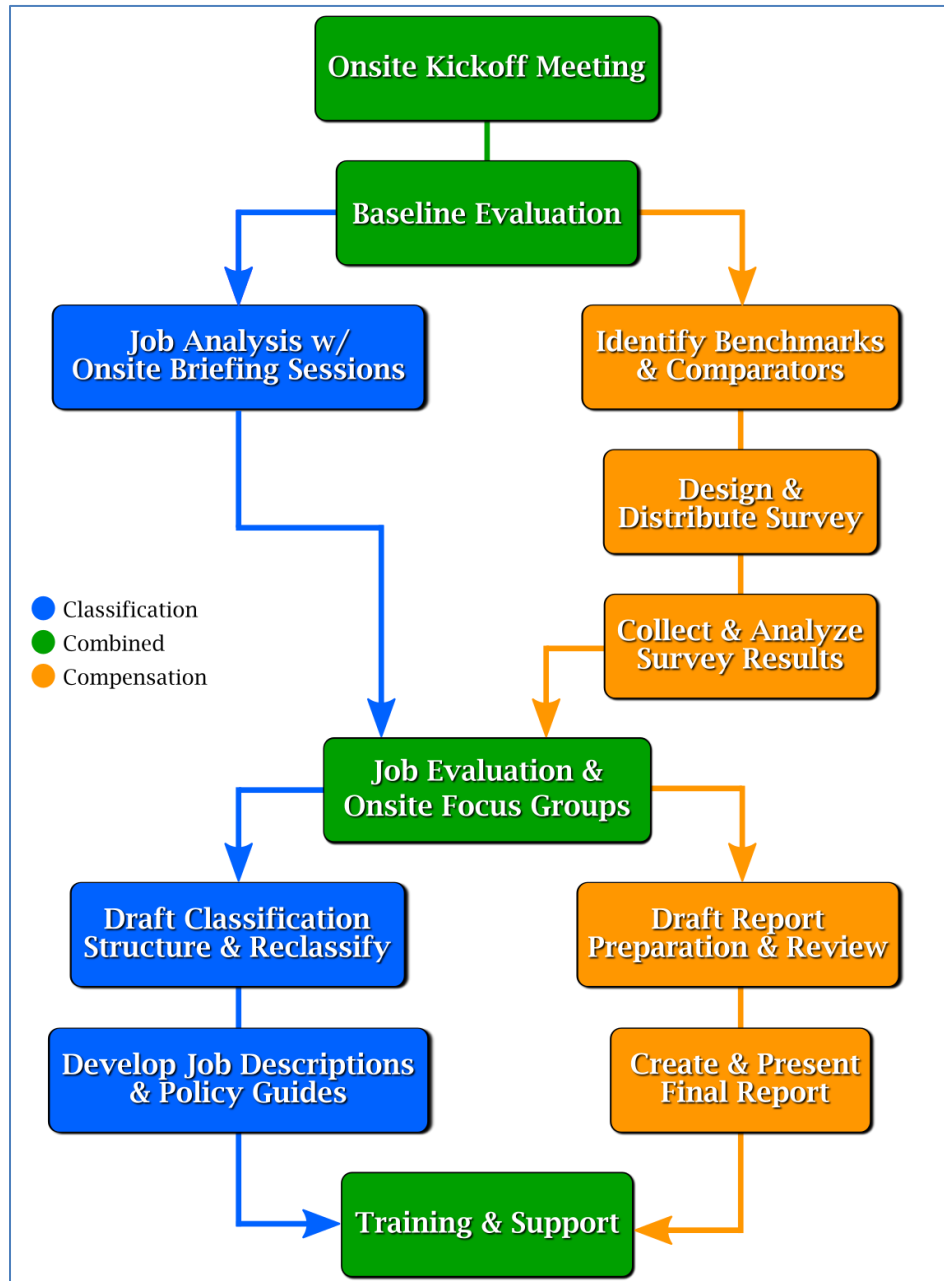 Onsite Kickoff Meeting
Baseline Evaluation
Job Analysis w/
Onsite Briefing Sessions
Identify Benchmarks
& Comparators
Design &
Distribute Survey
Classification
Combined
Compensation
Collect & Analyze
Survey Results
Job Evaluation &
Onsite Focus Groups
Draft Classification
Structure & Reclassify
Draft Report
Preparation & Review
Develop Job Descriptions
& Policy Guides
Create & Present
Final Report
Training & Support